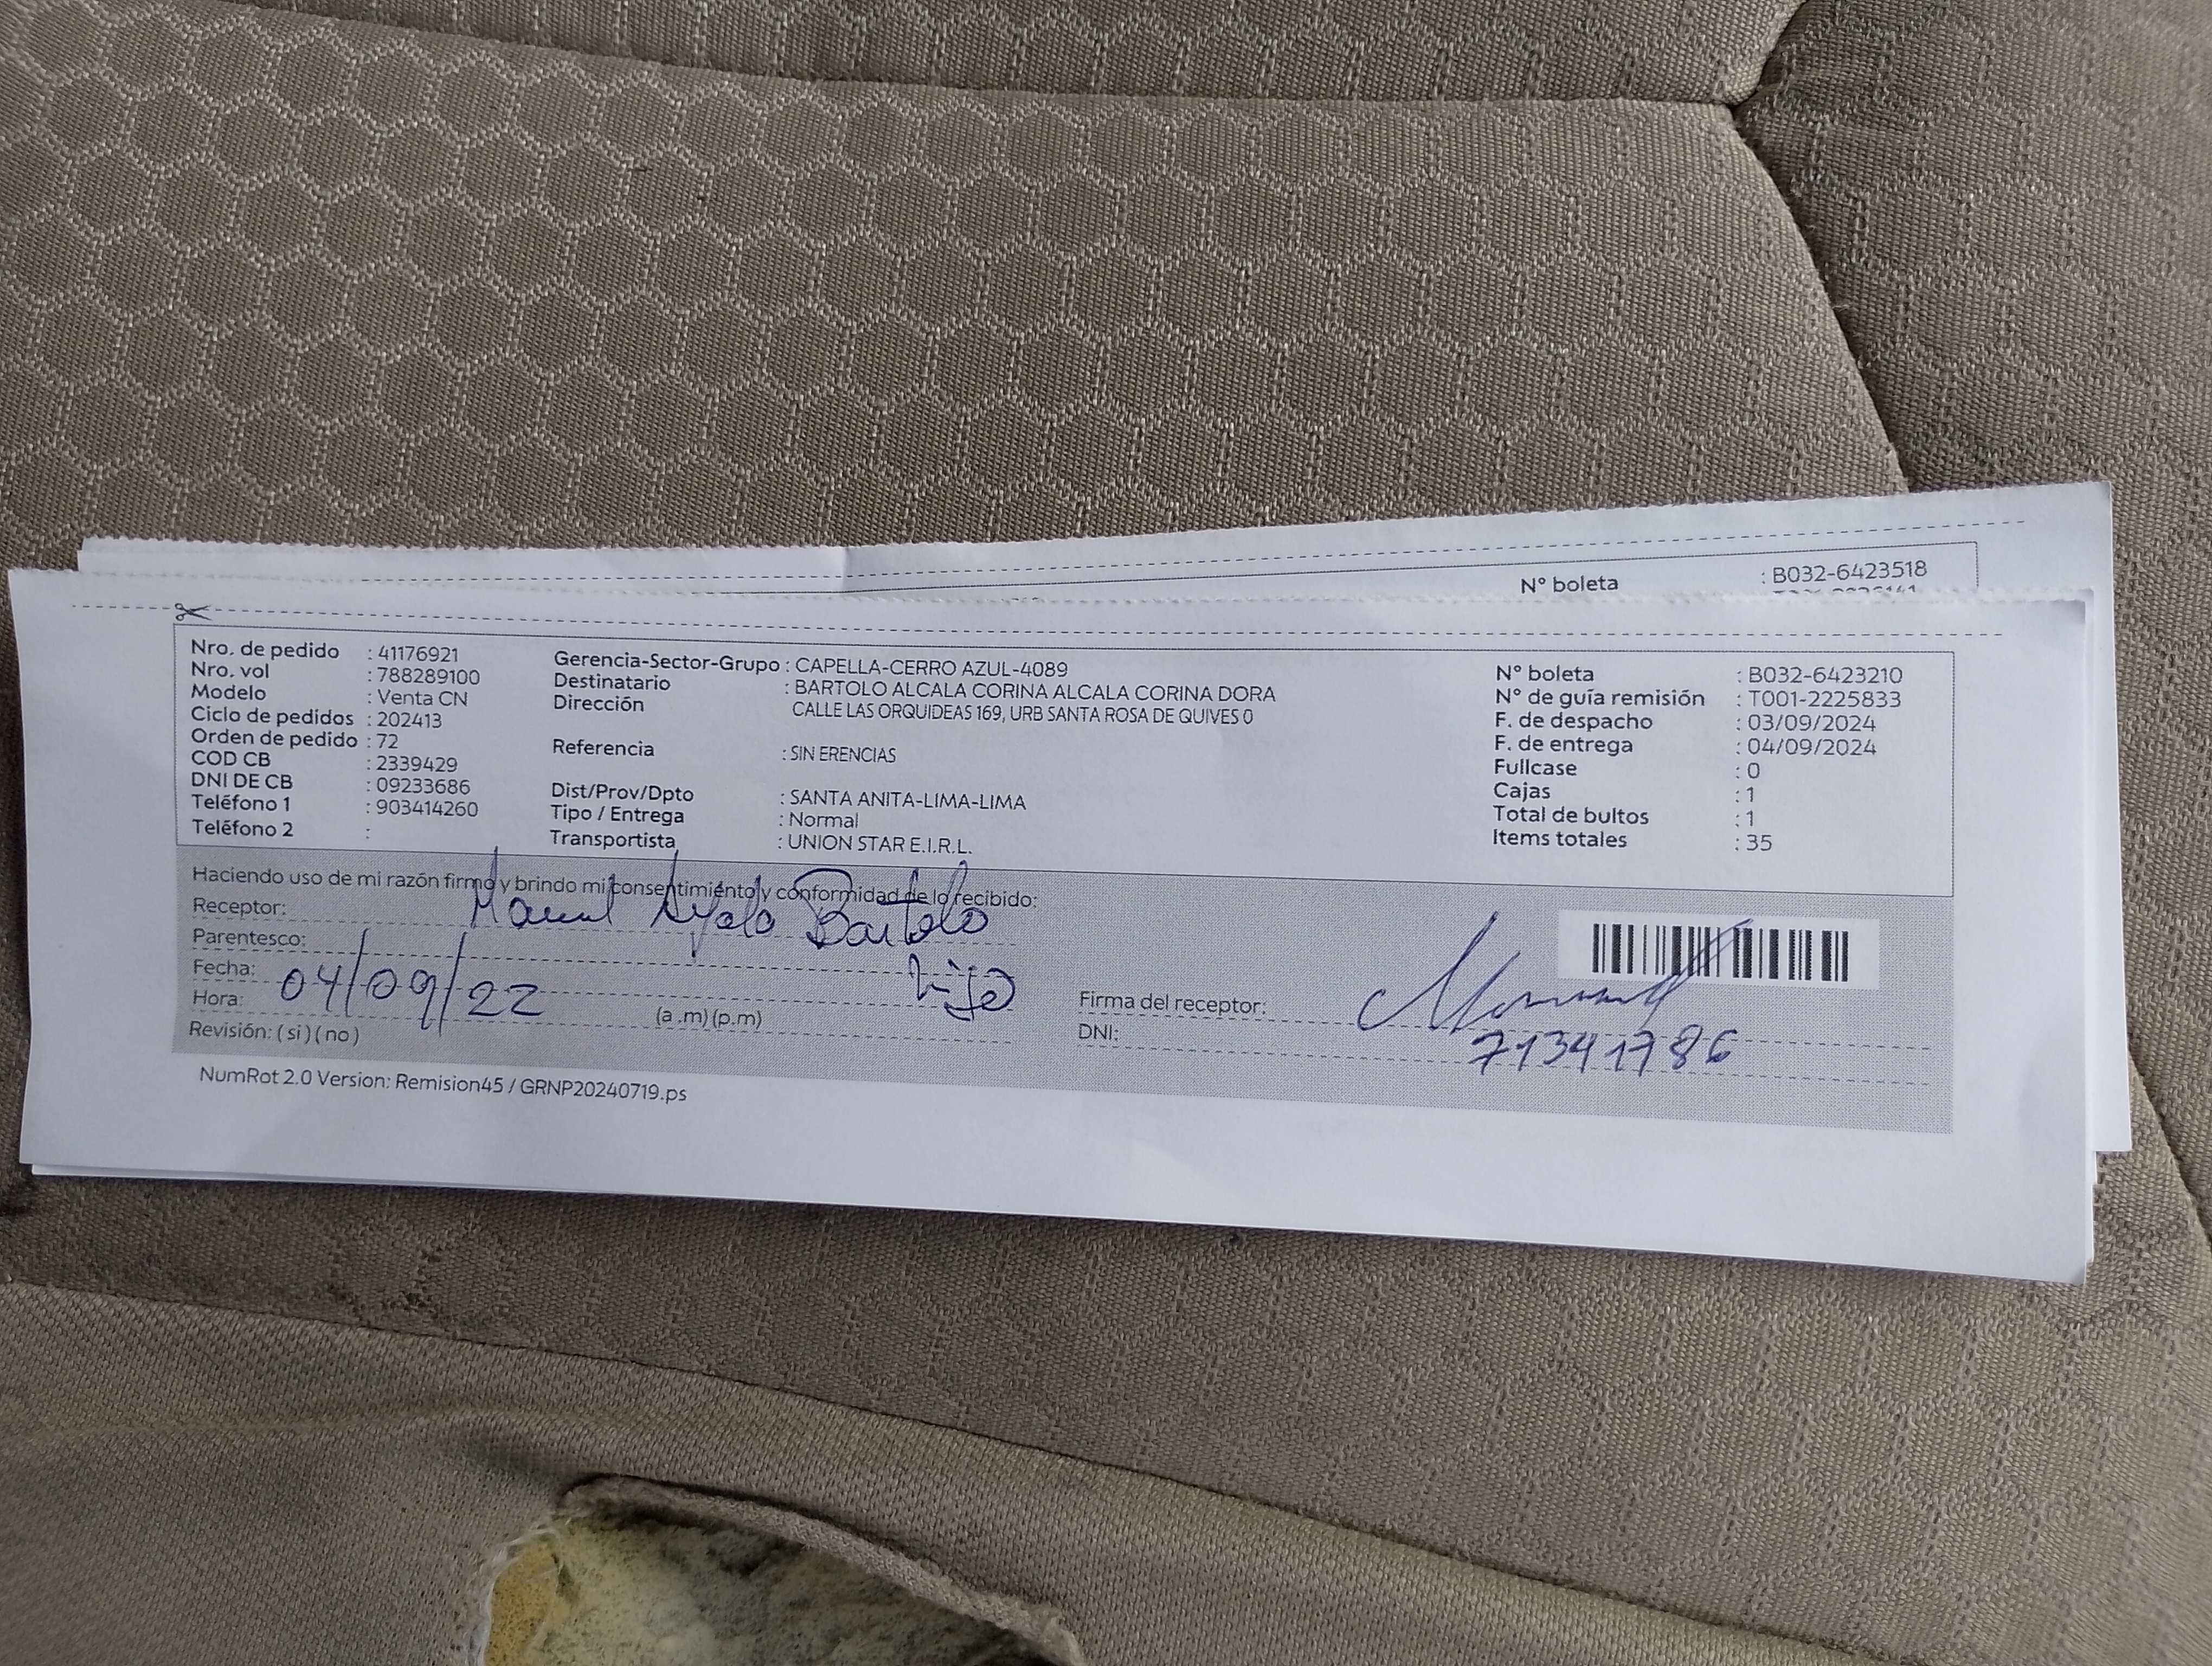 N° boleta : B032-6423518
Nro. de pedido : 41176921
Nro. vol : 788289100
Modelo : Venta CN
Ciclo de pedidos : 202413
Orden de pedido : 72
COD CB : 2339429
DNI DE CB : 09233686
Teléfono 1 : 903414260
Teléfono 2 :
Gerencia-Sector-Grupo : CAPELLA-CERRO AZUL-4089
Destinatario : BARTOLO ALCALA CORINA ALCALA CORINA DORA
Dirección CALLE LAS ORQUIDEAS 169, URB SANTA ROSA DE QUIVES 0
Referencia : SIN ERENCIAS
Dist/Prov/Dpto : SANTA ANITA-LIMA-LIMA
Tipo / Entrega : Normal
Transportista : UNION STAR E.I.R.L.
N° boleta : B032-6423210
N° de guía remisión : T001-2225833
F. de despacho : 03/09/2024
F. de entrega : 04/09/2024
Fullcase : 0
Cajas : 1
Total de bultos : 1
Items totales : 35
Haciendo uso de mi razón firmo y brindo mi consentimiento y conformidad de lo recibido:
Receptor: Manuel Ayala Bartolo
Parentesco: hijo
Fecha: 04/09/22
Hora: (a .m) (p.m)
Revisión: ( si ) ( no )
Firma del receptor:
DNI: 71341786
NumRot 2.0 Version: Remision45 / GRNP20240719.ps